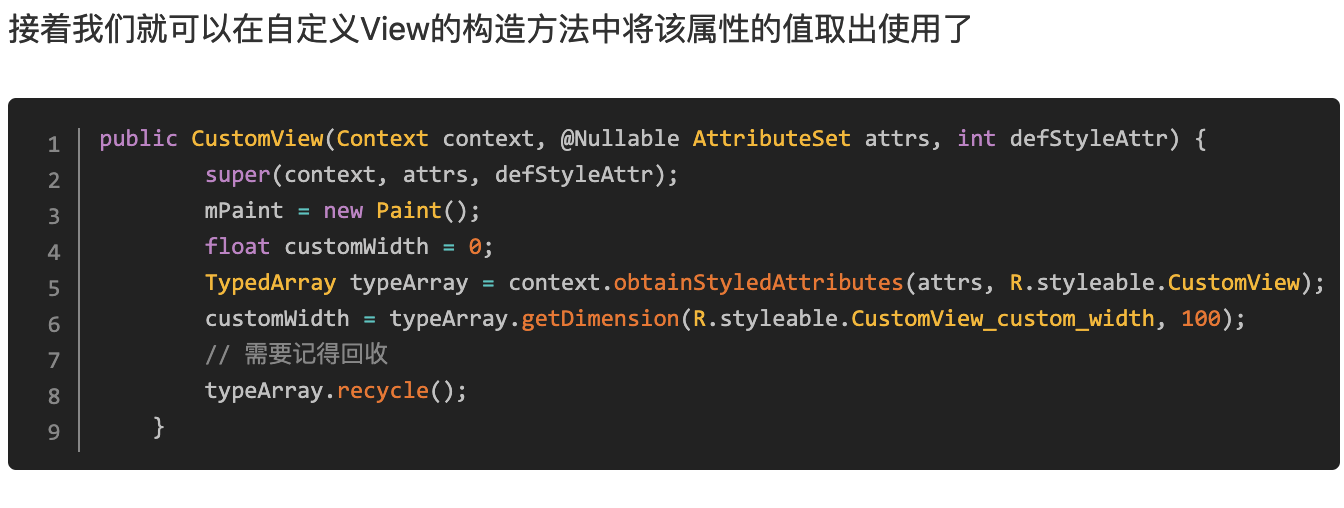 接着我们就可以在自定义View的构造方法中将该属性的值取出使用了
1 public CustomView(Context context, @Nullable AttributeSet attrs, int defStyleAttr) {
2 super(context, attrs, defStyleAttr);
3 mPaint = new Paint();
4 float customWidth = 0;
5 TypedArray typeArray = context.obtainStyledAttributes(attrs, R.styleable.CustomView);
6 customWidth = typeArray.getDimension(R.styleable.CustomView_custom_width, 100);
7 // 需要记得回收
8 typeArray.recycle();
9 }